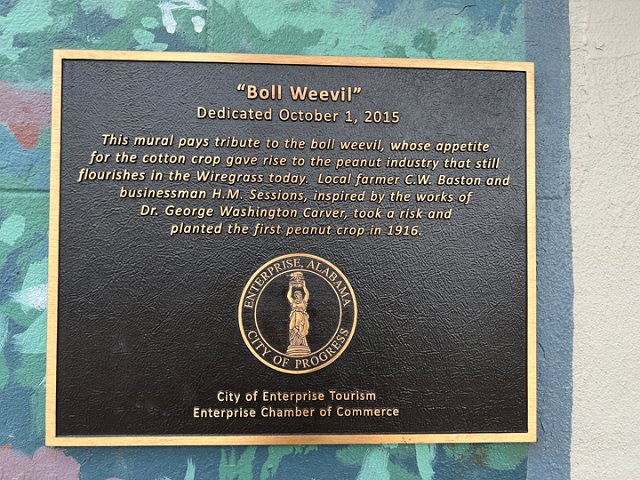 “Boll Weevil”
Dedicated October 1, 2015
This mural pays tribute to the boll weevil, whose appetite
for the cotton crop gave rise to the peanut industry that still
flourishes in the Wiregrass today. Local farmer C.W. Baston and
businessman H.M. Sessions, inspired by the works of
Dr. George Washington Carver, took a risk and
planted the first peanut crop in 1916.
ENTERPRISE, ALABAMA
CITY OF PROGRESS
City of Enterprise Tourism
Enterprise Chamber of Commerce